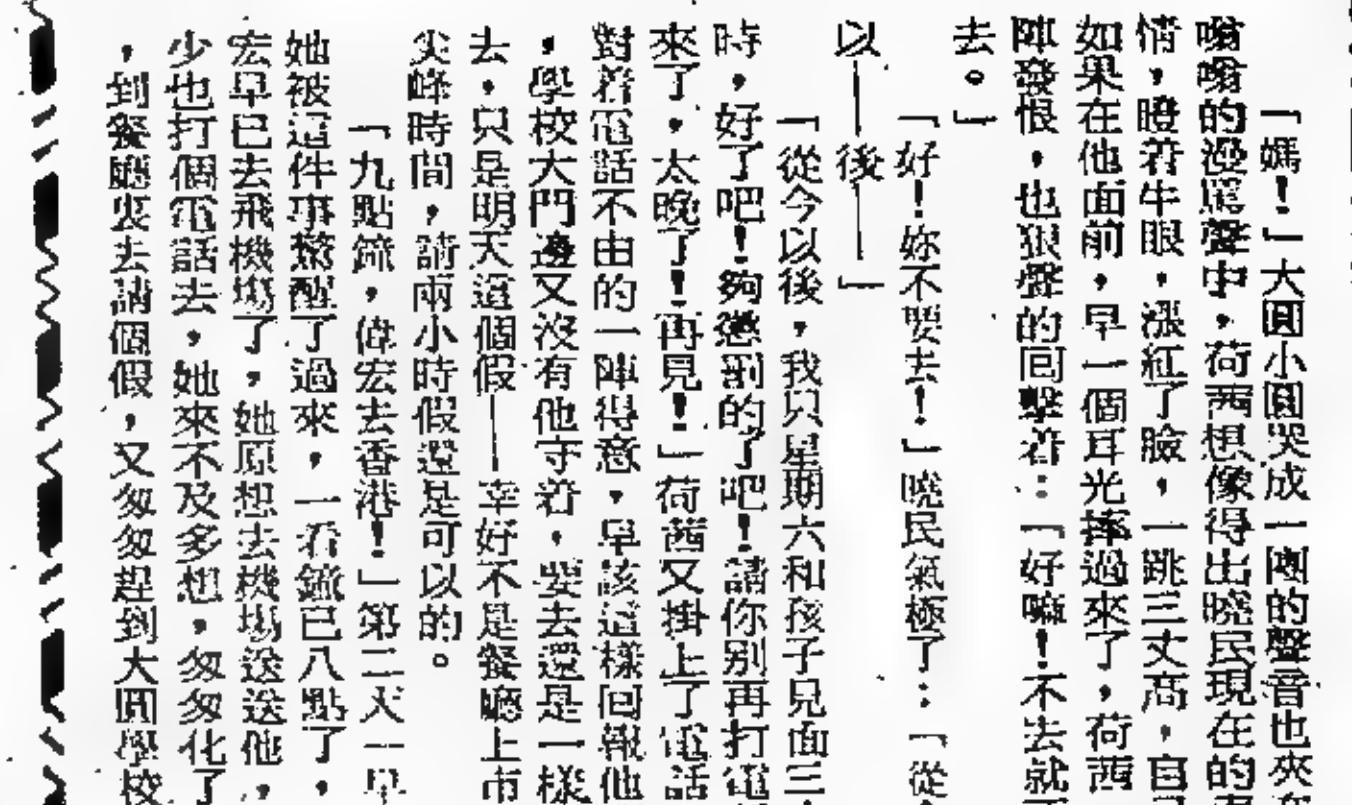 「媽!」大圓小圓哭成一團的聲音也夾
嗡嗡的漫罵聲中,荷茜想像得出曉民現在的
情,瞪着牛眼,漲紅了臉,一跳三丈高,自
如果在他面前,早一個耳光摔過來了,荷茜
陣發恨,也狠聲的回擊着:「好嘛!不去就
去。」
「好!妳不要去!」曉民氣極了:「從
以——後——」
「從今以後,我只星期六和孩子見面三
時,好了吧!夠懲罰的了吧!請你別再打電
來了,太晚了!再見!」荷茜又掛上了電話
對着電話不由的一陣得意,早該這樣回報他
,學校大門邊又沒有他守着,要去還是一樣
去,只是明天這個假——幸好不是餐廳上市
尖峰時間,請兩小時假還是可以的。
「九點鐘,偉宏去香港!」第二天一早
她被這件事驚醒了過來,一看鐘已八點了,
宏早已去飛機場了,她原想去機場送送他,
少也打個電話去,她來不及多想,匆匆化了
,到餐廳裏去請個假,又匆匆趕到大圓學校